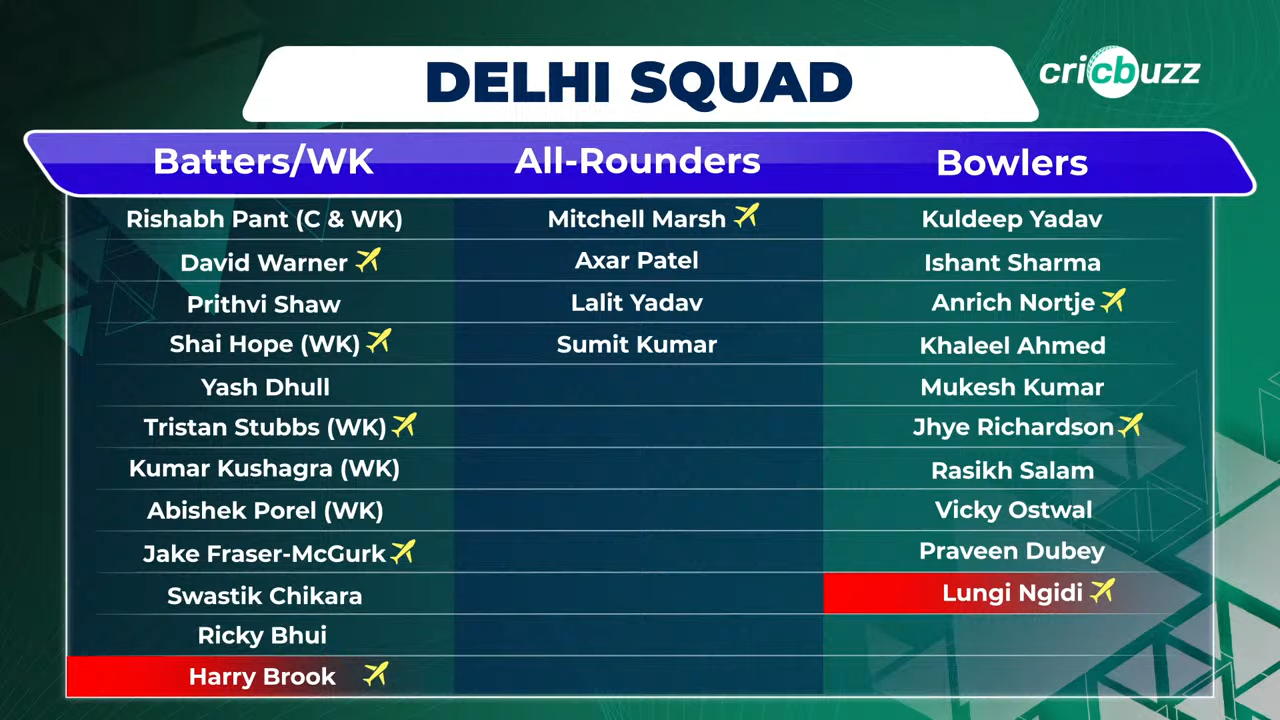 DELHI SQUAD
cricbuzz
Batters/WK
All-Rounders
Bowlers
Rishabh Pant (C & WK)
Mitchell Marsh
Kuldeep Yadav
David Warner
Axar Patel
Ishant Sharma
Prithvi Shaw
Lalit Yadav
Anrich Nortje
Shai Hope (WK)
Sumit Kumar
Khaleel Ahmed
Yash Dhull
Mukesh Kumar
Tristan Stubbs (WK)
Jhye Richardson
Kumar Kushagra (WK)
Rasikh Salam
Abishek Porel (WK)
Vicky Ostwal
Jake Fraser-McGurk
Praveen Dubey
Swastik Chikara
Lungi Ngidi
Ricky Bhui
Harry Brook